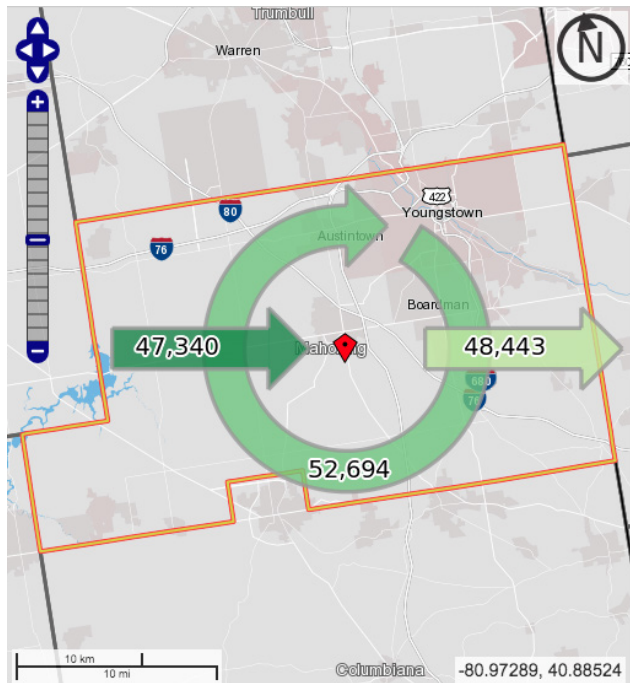 Trumbull
Warren
N
422
Youngstown
80
Austintown
76
Boardman
47,340
Mahoning
48,443
680
76
52,694
10 km
10 mi
Columbiana
-80.97289, 40.88524